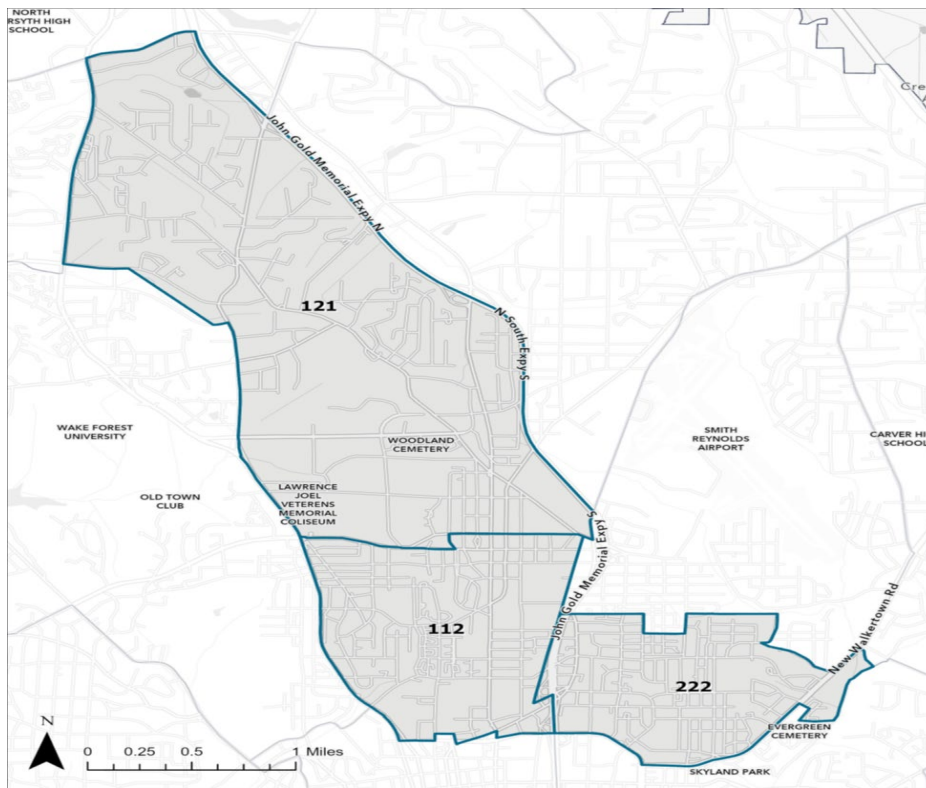 NORTH
RSYTH HIGH
SCHOOL
Cre
John Gold Memorial Expy N
121
N South Expy S
WAKE FOREST
UNIVERSITY
WOODLAND
CEMETERY
SMITH
REYNOLDS
AIRPORT
CARVER HI
SCHOOL
OLD TOWN
CLUB
LAWRENCE
JOEL
VETERENS
MEMORIAL
COLISEUM
John Gold Memorial Expy S
112
222
New Walkertown Rd
EVERGREEN
CEMETERY
SKYLAND PARK
N
0 0.25 0.5 1 Miles